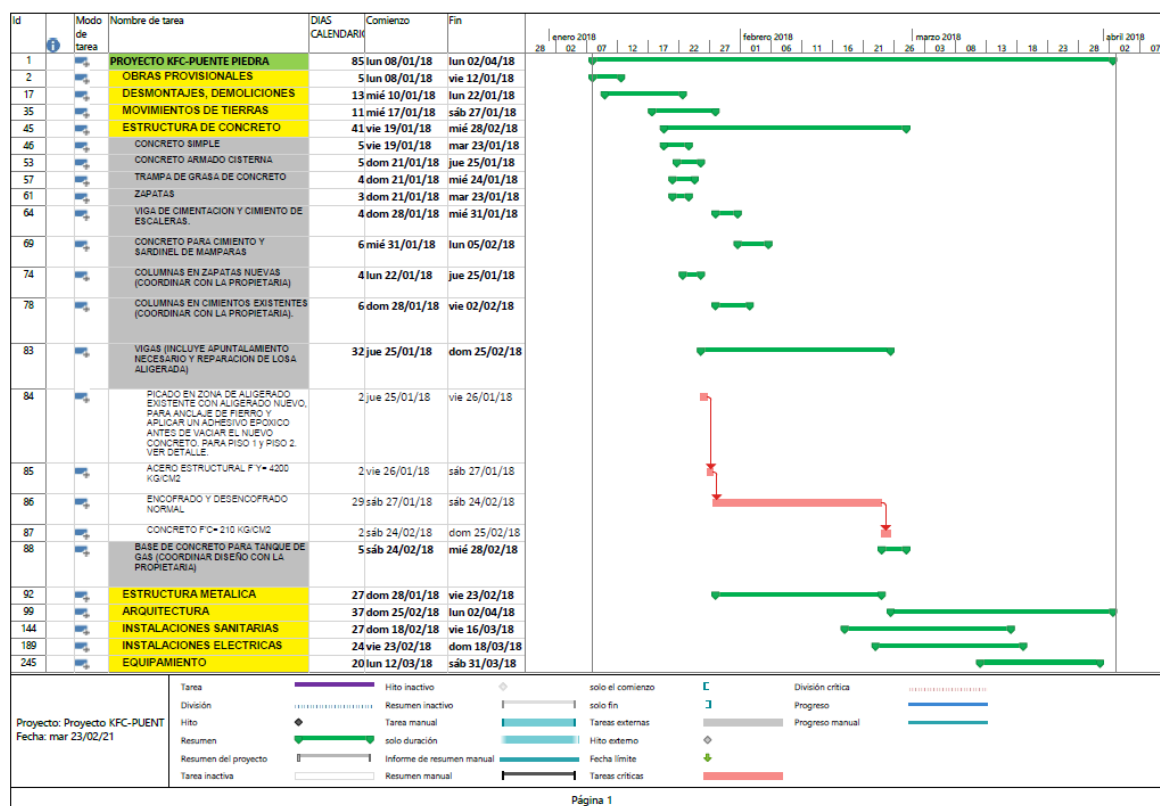 Id Modo de tarea Nombre de tarea DIAS CALENDARIO Comienzo Fin
enero 2018 febrero 2018 marzo 2018 abril 2018
28 02 07 12 17 22 27 01 06 11 16 21 26 03 08 13 18 23 28 02 07
1 PROYECTO KFC-PUENTE PIEDRA 85 lun 08/01/18 lun 02/04/18
2 OBRAS PROVISIONALES 5 lun 08/01/18 vie 12/01/18
17 DESMONTAJES, DEMOLICIONES 13 mié 10/01/18 lun 22/01/18
35 MOVIMIENTOS DE TIERRAS 11 mié 17/01/18 sáb 27/01/18
45 ESTRUCTURA DE CONCRETO 41 vie 19/01/18 mié 28/02/18
46 CONCRETO SIMPLE 5 vie 19/01/18 mar 23/01/18
53 CONCRETO ARMADO CISTERNA 5 dom 21/01/18 jue 25/01/18
57 TRAMPA DE GRASA DE CONCRETO 4 dom 21/01/18 mié 24/01/18
61 ZAPATAS 3 dom 21/01/18 mar 23/01/18
64 VIGA DE CIMENTACION Y CIMIENTO DE 4 dom 28/01/18 mié 31/01/18
ESCALERAS.
69 CONCRETO PARA CIMIENTO Y 6 mié 31/01/18 lun 05/02/18
SARDINEL DE MAMPARAS
74 COLUMNAS EN ZAPATAS NUEVAS 4 lun 22/01/18 jue 25/01/18
(COORDINAR CON LA PROPIETARIA)
78 COLUMNAS EN CIMIENTOS EXISTENTES 6 dom 28/01/18 vie 02/02/18
(COORDINAR CON LA PROPIETARIA).
83 VIGAS (INCLUYE APUNTALAMIENTO 32 jue 25/01/18 dom 25/02/18
NECESARIO Y REPARACION DE LOSA
ALIGERADA)
84 PICADO EN ZONA DE ALIGERADO 2 jue 25/01/18 vie 26/01/18
EXISTENTE CON ALIGERADO NUEVO,
PARA ANCLAJE DE FIERRO Y
APLICAR UN ADHESIVO EPOXICO
ANTES DE VACIAR EL NUEVO
CONCRETO. PARA PISO 1 y PISO 2.
VER DETALLE.
85 ACERO ESTRUCTURAL F'Y= 4200 2 vie 26/01/18 sáb 27/01/18
KG/CM2
86 ENCOFRADO Y DESENCOFRADO 29 sáb 27/01/18 sáb 24/02/18
NORMAL
87 CONCRETO F'C= 210 KG/CM2 2 sáb 24/02/18 dom 25/02/18
88 BASE DE CONCRETO PARA TANQUE DE 5 sáb 24/02/18 mié 28/02/18
GAS (COORDINAR DISEÑO CON LA
PROPIETARIA)
92 ESTRUCTURA METALICA 27 dom 28/01/18 vie 23/02/18
99 ARQUITECTURA 37 dom 25/02/18 lun 02/04/18
144 INSTALACIONES SANITARIAS 27 dom 18/02/18 vie 16/03/18
189 INSTALACIONES ELECTRICAS 24 vie 23/02/18 dom 18/03/18
245 EQUIPAMIENTO 20 lun 12/03/18 sáb 31/03/18
Proyecto: Proyecto KFC-PUENT
Fecha: mar 23/02/21
Tarea Hito inactivo solo el comienzo División crítica
División Resumen inactivo solo fin Progreso
Hito Tarea manual Tareas externas Progreso manual
Resumen solo duración Hito externo
Resumen del proyecto Informe de resumen manual Fecha límite
Tarea inactiva Resumen manual Tareas críticas
Página 1